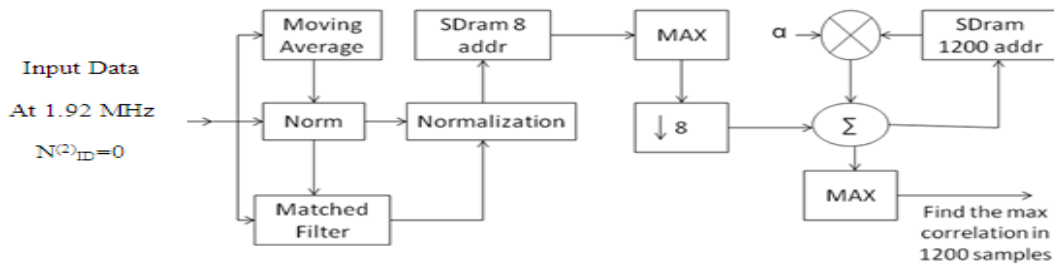 Input Data
At 1.92 MHz
N(2)ID=0
Moving
Average
Norm
Matched
Filter
SDram 8
addr
Normalization
MAX
↓ 8
α
Σ
SDram
1200 addr
MAX
Find the max
correlation in
1200 samples